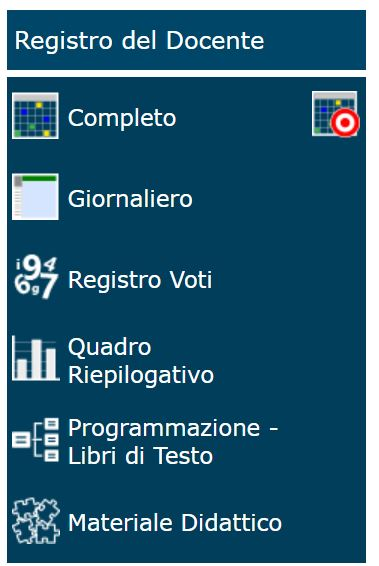 Registro del Docente
Completo
Giornaliero
Registro Voti
Quadro
Riepilogativo
Programmazione -
Libri di Testo
Materiale Didattico